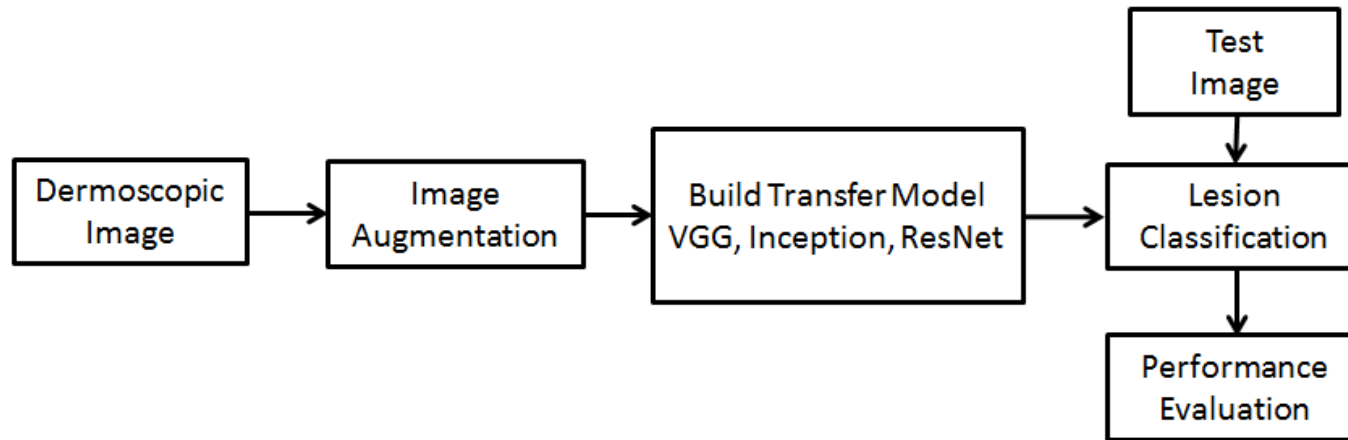 Dermoscopic
Image
Image
Augmentation
Build Transfer Model
VGG, Inception, ResNet
Test
Image
Lesion
Classification
Performance
Evaluation